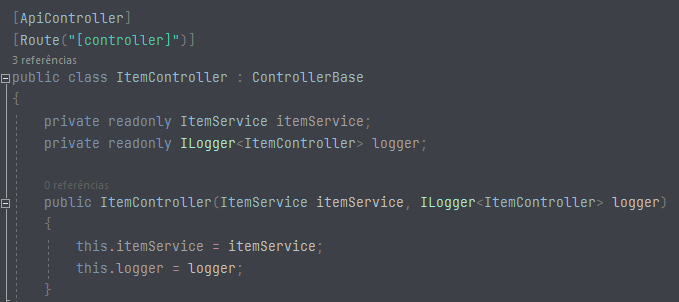 [ApiController]
[Route("[controller]")]
3 referências
public class ItemController : ControllerBase
{
private readonly ItemService itemService;
private readonly ILogger<ItemController> logger;
0 referências
public ItemController(ItemService itemService, ILogger<ItemController> logger)
{
this.itemService = itemService;
this.logger = logger;
}